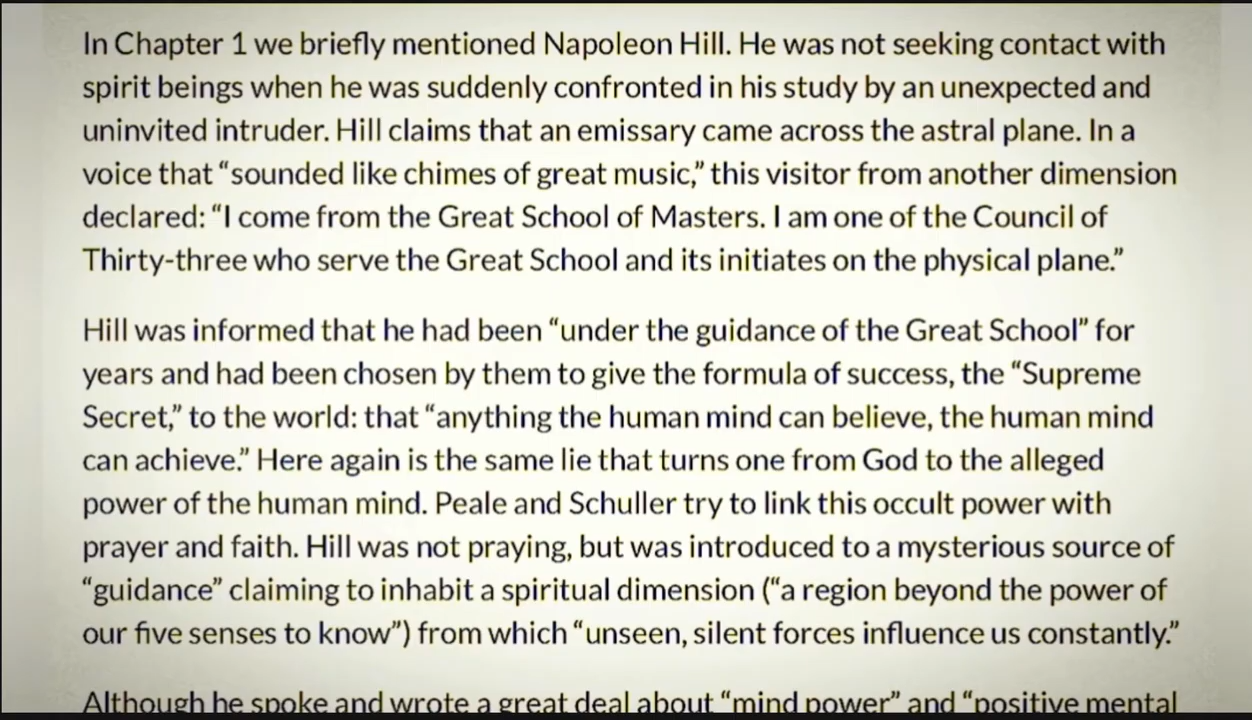 In Chapter 1 we briefly mentioned Napoleon Hill. He was not seeking contact with
spirit beings when he was suddenly confronted in his study by an unexpected and
uninvited intruder. Hill claims that an emissary came across the astral plane. In a
voice that “sounded like chimes of great music,” this visitor from another dimension
declared: “I come from the Great School of Masters. I am one of the Council of
Thirty-three who serve the Great School and its initiates on the physical plane.”
Hill was informed that he had been “under the guidance of the Great School” for
years and had been chosen by them to give the formula of success, the “Supreme
Secret,” to the world: that “anything the human mind can believe, the human mind
can achieve.” Here again is the same lie that turns one from God to the alleged
power of the human mind. Peale and Schuller try to link this occult power with
prayer and faith. Hill was not praying, but was introduced to a mysterious source of
“guidance” claiming to inhabit a spiritual dimension (“a region beyond the power of
our five senses to know”) from which “unseen, silent forces influence us constantly.”
Although he spoke and wrote a great deal about “mind power” and “positive mental